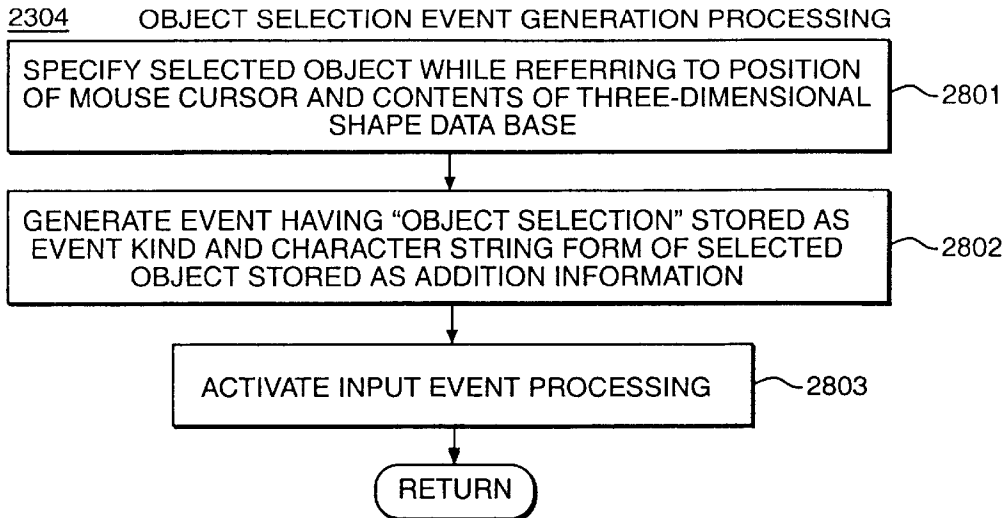 2304 OBJECT SELECTION EVENT GENERATION PROCESSING
SPECIFY SELECTED OBJECT WHILE REFERRING TO POSITION
OF MOUSE CURSOR AND CONTENTS OF THREE-DIMENSIONAL
SHAPE DATA BASE
2801
GENERATE EVENT HAVING “OBJECT SELECTION” STORED AS
EVENT KIND AND CHARACTER STRING FORM OF SELECTED
OBJECT STORED AS ADDITION INFORMATION
2802
ACTIVATE INPUT EVENT PROCESSING
2803
RETURN